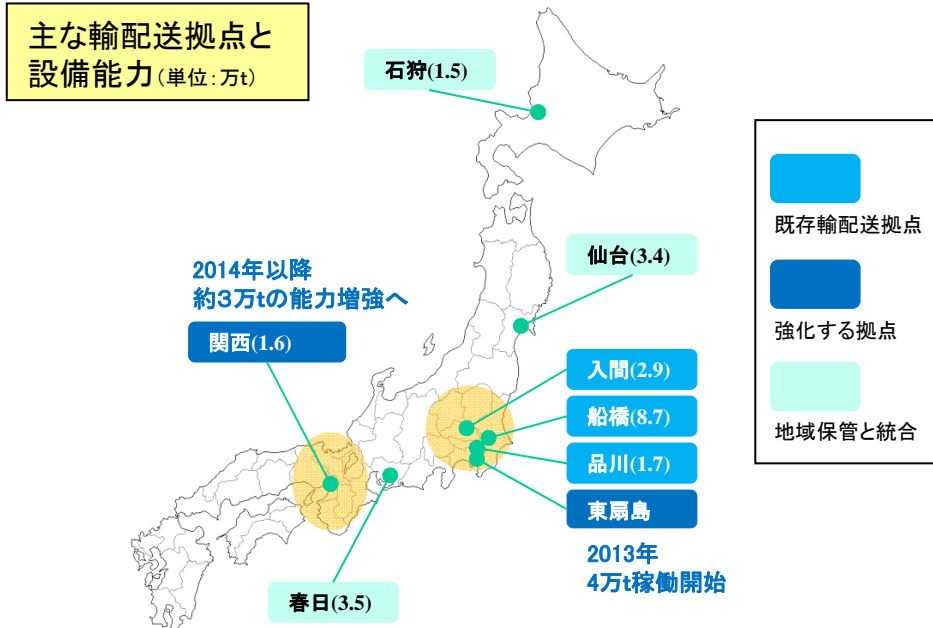 主な輸配送拠点と
設備能力(単位:万t)
石狩(1.5)
仙台(3.4)
2014年以降
約3万tの能力増強へ
関西(1.6)
入間(2.9)
船橋(8.7)
品川(1.7)
東扇島
2013年
4万t稼働開始
春日(3.5)
既存輸配送拠点
強化する拠点
地域保管と統合